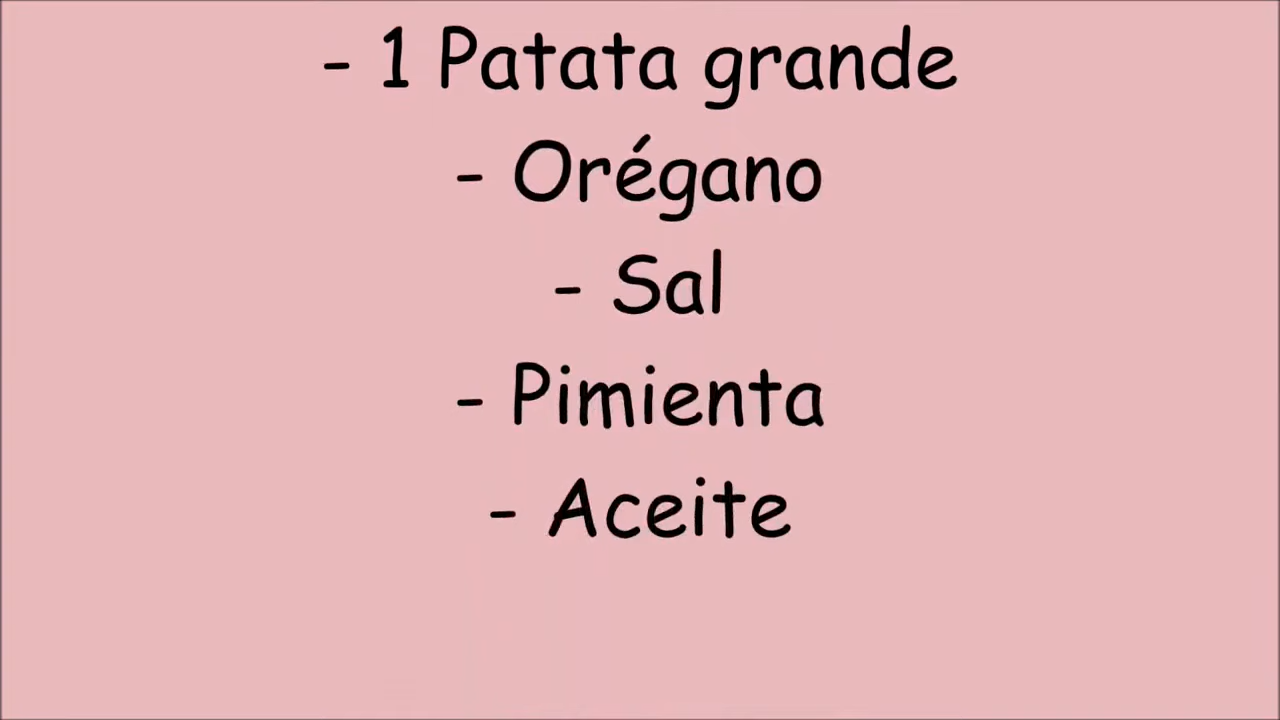 - 1 Patata grande
- Orégano
- Sal
- Pimienta
- Aceite